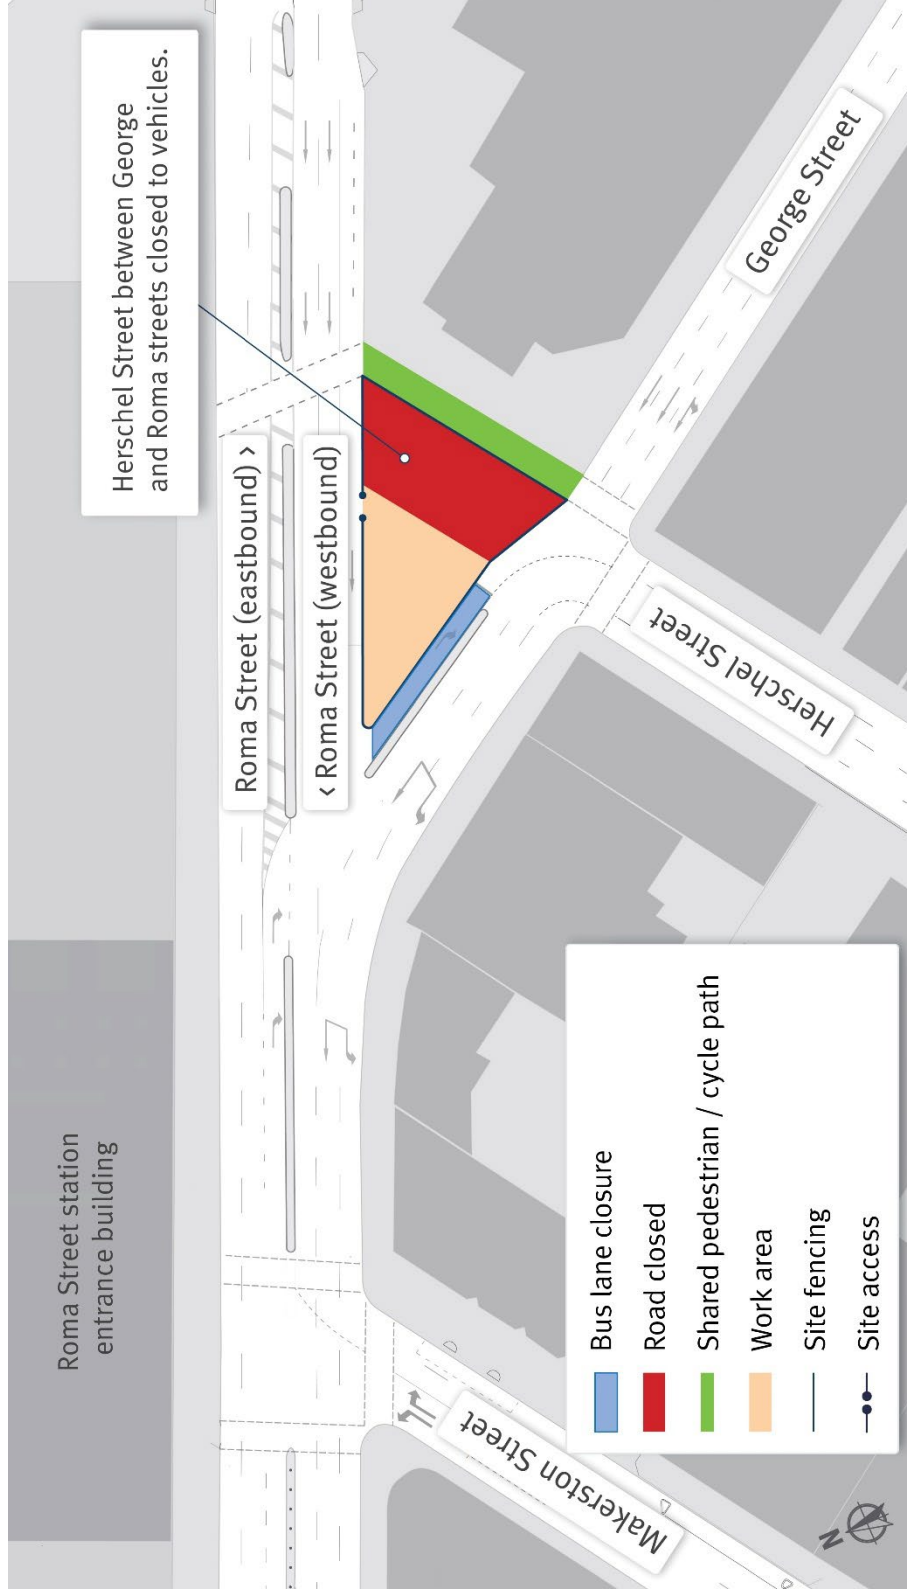 Herschel Street between George
and Roma streets closed to vehicles.
Roma Street station
entrance building
Roma Street (eastbound) >
< Roma Street (westbound)
George Street
Herschel Street
Makerston Street
Bus lane closure
Road closed
Shared pedestrian / cycle path
Work area
Site fencing
Site access
N